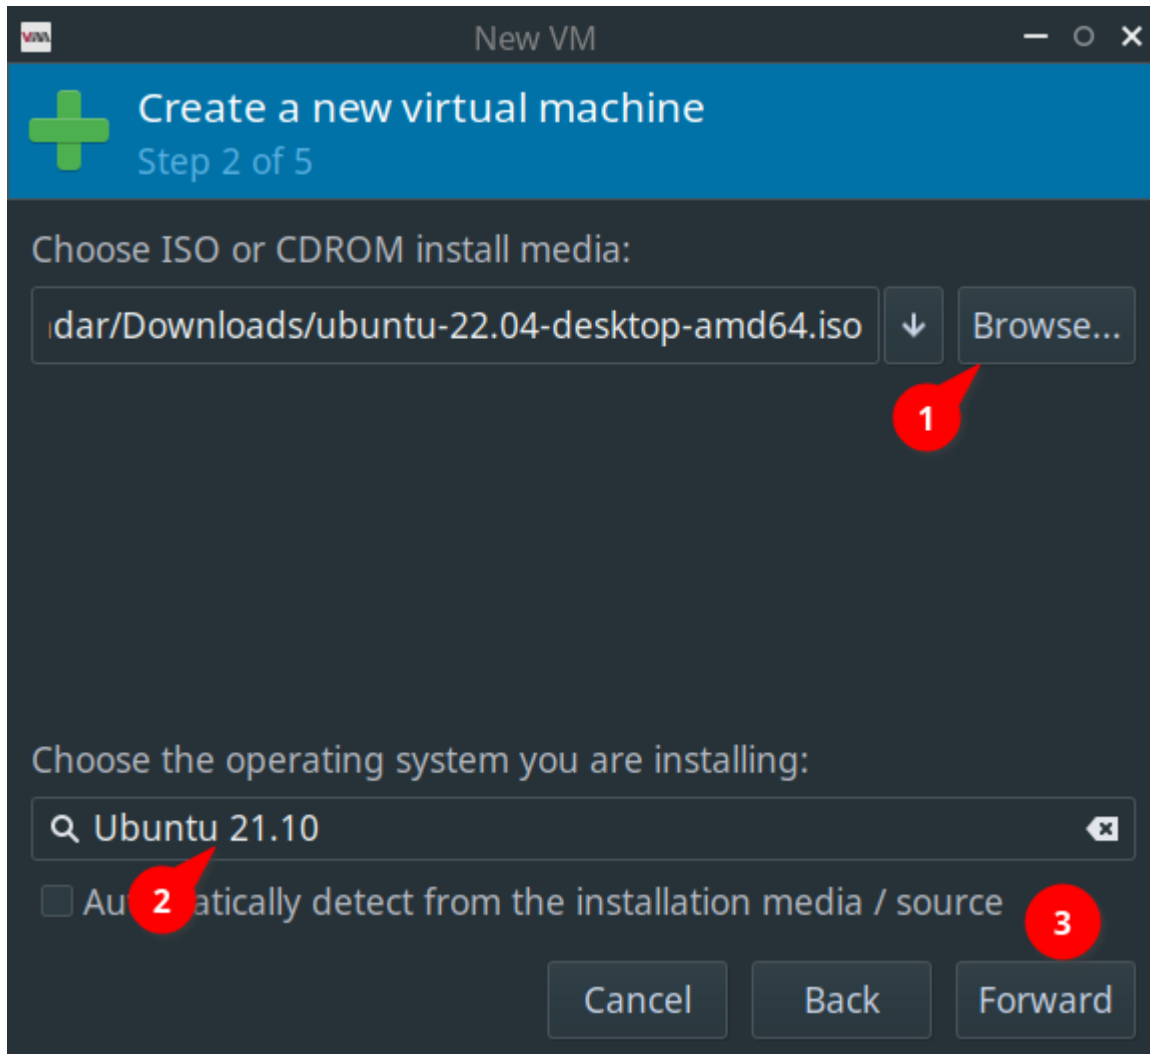 New VM
Create a new virtual machine
Step 2 of 5
Choose ISO or CDROM install media:
dar/Downloads/ubuntu-22.04-desktop-amd64.iso
Browse...
1
Choose the operating system you are installing:
Ubuntu 21.10
2
Au atically detect from the installation media / source
3
Cancel
Back
Forward